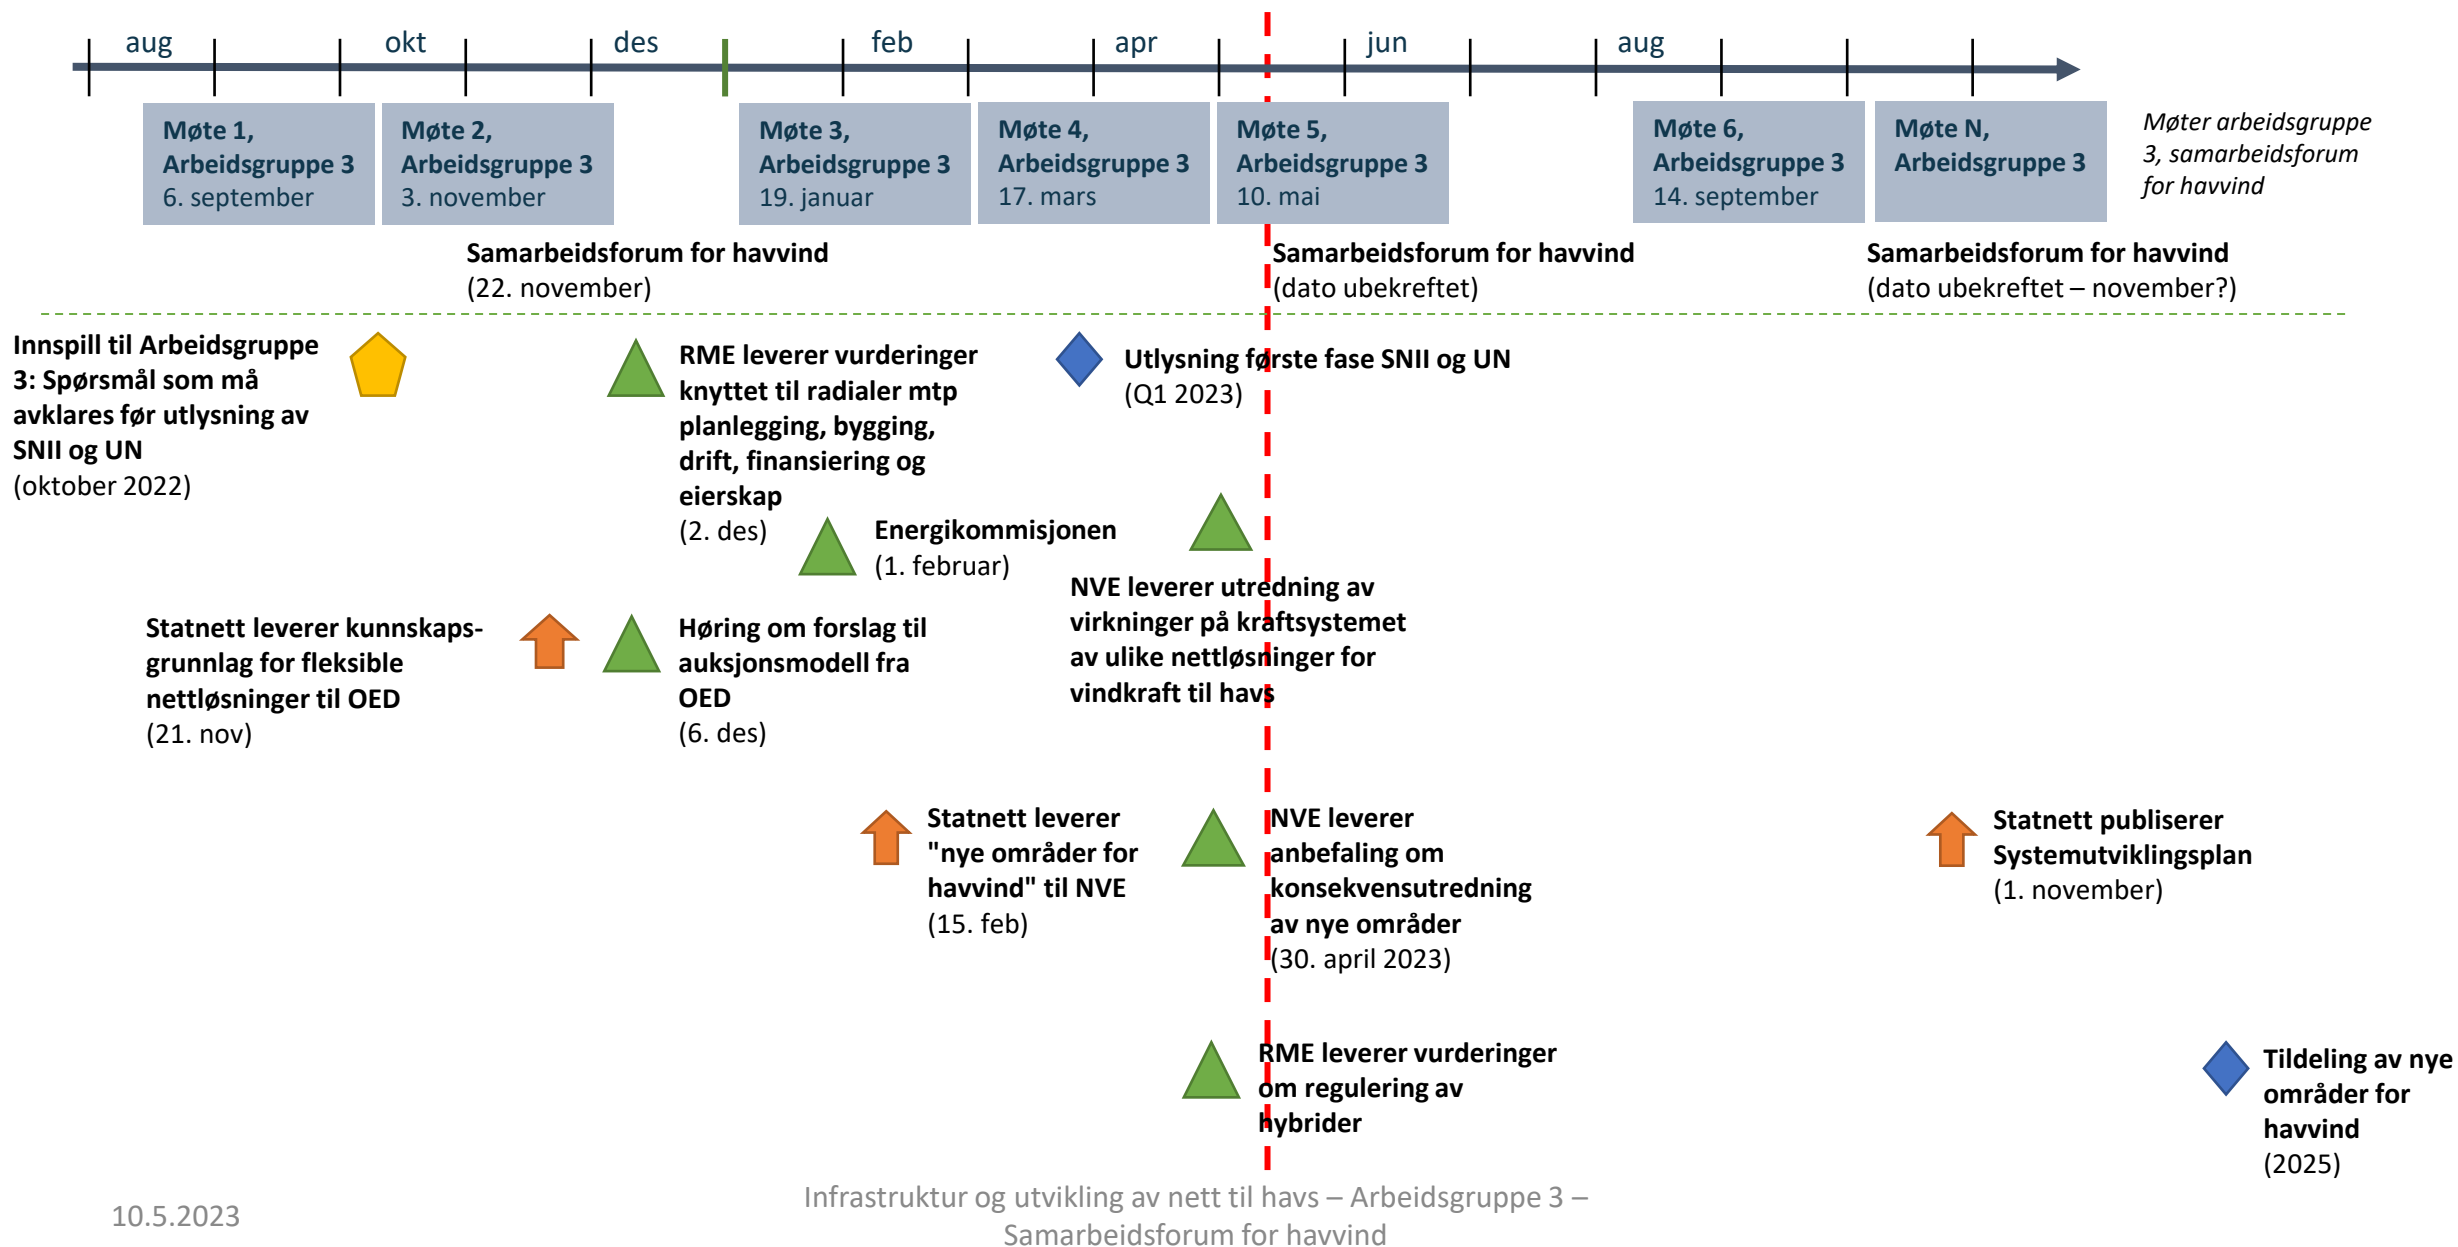 aug
okt
des
feb
apr
jun
aug
Møte 1,
Arbeidsgruppe 3
6. september
Møte 2,
Arbeidsgruppe 3
3. november
Møte 3,
Arbeidsgruppe 3
19. januar
Møte 4,
Arbeidsgruppe 3
17. mars
Møte 5,
Arbeidsgruppe 3
10. mai
Møte 6,
Arbeidsgruppe 3
14. september
Møte N,
Arbeidsgruppe 3
Møter arbeidsgruppe
3, samarbeidsforum
for havvind
Samarbeidsforum for havvind
(22. november)
Samarbeidsforum for havvind
(dato ubekreftet)
Samarbeidsforum for havvind
(dato ubekreftet – november?)
Innspill til Arbeidsgruppe
3: Spørsmål som må
avklares før utlysning av
SNII og UN
(oktober 2022)
RME leverer vurderinger
knyttet til radialer mtp
planlegging, bygging,
drift, finansiering og
eierskap
(2. des)
Utlysning første fase SNII og UN
(Q1 2023)
Energikommisjonen
(1. februar)
NVE leverer utredning av
virkninger på kraftsystemet
av ulike nettløsninger for
vindkraft til havs
Statnett leverer kunnskaps-
grunnlag for fleksible
nettløsninger til OED
(21. nov)
Høring om forslag til
auksjonsmodell fra
OED
(6. des)
Statnett leverer
"nye områder for
havvind" til NVE
(15. feb)
NVE leverer
anbefaling om
konsekvensutredning
av nye områder
(30. april 2023)
Statnett publiserer
Systemutviklingsplan
(1. november)
RME leverer vurderinger
om regulering av
hybrider
Tildeling av nye
områder for
havvind
(2025)
10.5.2023
Infrastruktur og utvikling av nett til havs – Arbeidsgruppe 3 –
Samarbeidsforum for havvind